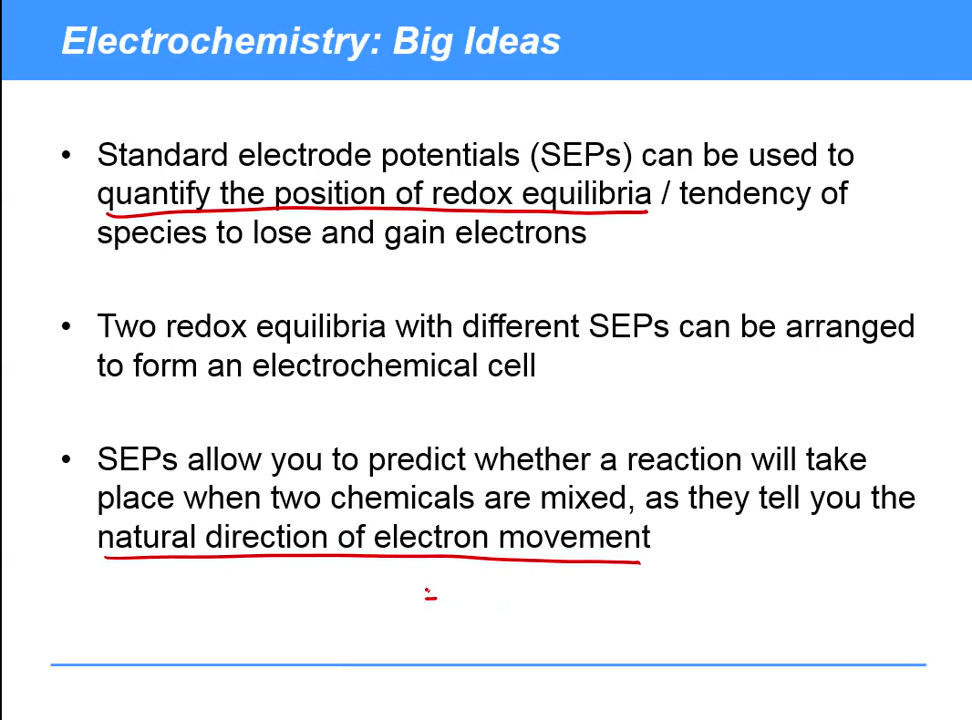 Electrochemistry: Big Ideas
• Standard electrode potentials (SEPs) can be used to
quantify the position of redox equilibria / tendency of
species to lose and gain electrons
• Two redox equilibria with different SEPs can be arranged
to form an electrochemical cell
• SEPs allow you to predict whether a reaction will take
place when two chemicals are mixed, as they tell you the
natural direction of electron movement